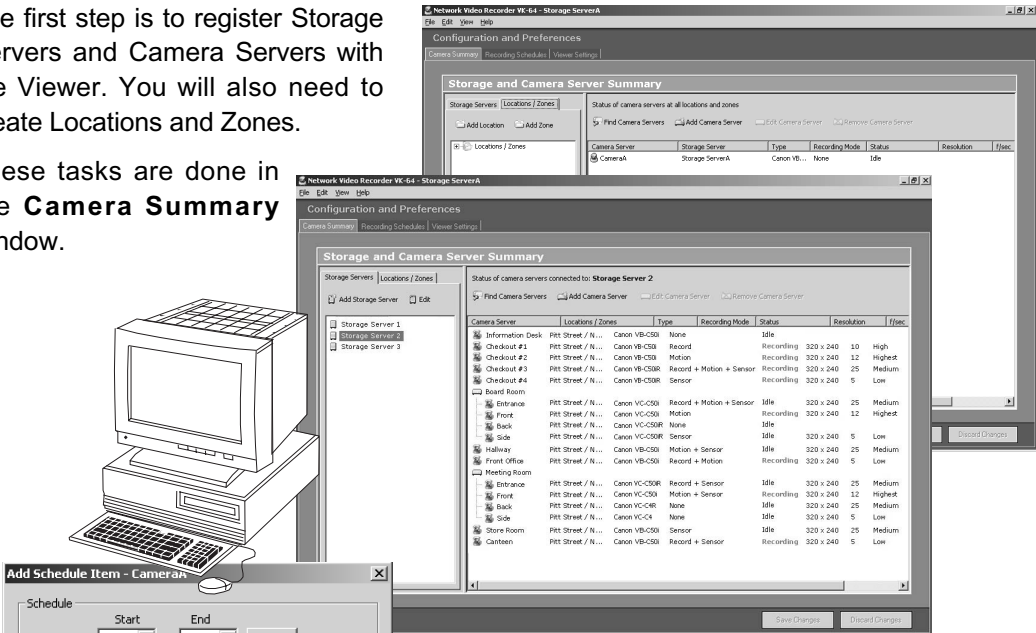 e first step is to register Storage
ervers and Camera Servers with
e Viewer. You will also need to
eate Locations and Zones.
ese tasks are done in
e Camera Summary
ndow.
Network Video Recorder VK-64 - Storage ServerA
File Edit View Help
Configuration and Preferences
Camera Summary Recording Schedules Viewer Settings
Storage and Camera Server Summary
Storage Servers Locations / Zones
Status of camera servers at all locations and zones
Add Location Add Zone
Find Camera Servers Add Camera Server Edit Camera Server Remove Camera Server
Locations / Zones
Camera Server Storage Server Type Recording Mode Status Resolution f/sec
CameraA Storage ServerA Canon VB... None Idle
Discard Changes
Network Video Recorder VK-64 - Storage ServerA
File Edit View Help
Configuration and Preferences
Camera Summary Recording Schedules Viewer Settings
Storage and Camera Server Summary
Storage Servers Locations / Zones
Status of camera servers connected to: Storage Server 2
Add Storage Server Edit
Find Camera Servers Add Camera Server Edit Camera Server Remove Camera Server
Storage Server 1
Storage Server 2
Storage Server 3
Camera Server Locations / Zones Type Recording Mode Status Resolution f/sec
Information Desk Pitt Street / N... Canon VB-C50i None Idle
Checkout #1 Pitt Street / N... Canon VB-C50i Record Recording 320 x 240 10 High
Checkout #2 Pitt Street / N... Canon VB-C50i Motion Recording 320 x 240 12 Highest
Checkout #3 Pitt Street / N... Canon VB-C50iR Record + Motion + Sensor Recording 320 x 240 25 Medium
Checkout #4 Pitt Street / N... Canon VB-C50iR Sensor Recording 320 x 240 5 Low
Board Room
Entrance Pitt Street / N... Canon VC-C50i Record + Motion + Sensor Idle 320 x 240 25 Medium
Front Pitt Street / N... Canon VC-C50i Motion Recording 320 x 240 12 Highest
Back Pitt Street / N... Canon VC-C50iR None Idle
Side Pitt Street / N... Canon VC-C50iR Sensor Idle 320 x 240 5 Low
Hallway Pitt Street / N... Canon VB-C50i Motion + Sensor Idle 320 x 240 25 Medium
Front Office Pitt Street / N... Canon VB-C50i Record + Motion Recording 320 x 240 5 Low
Meeting Room
Entrance Pitt Street / N... Canon VC-C50iR Record + Sensor Idle 320 x 240 25 Medium
Front Pitt Street / N... Canon VC-C50i Motion + Sensor Recording 320 x 240 12 Highest
Back Pitt Street / N... Canon VC-C4R None Idle 320 x 240 25 Medium
Side Pitt Street / N... Canon VC-C4 None Idle 320 x 240 5 Low
Store Room Pitt Street / N... Canon VB-C50i Sensor Idle 320 x 240 25 Medium
Canteen Pitt Street / N... Canon VB-C50i Record + Sensor Recording 320 x 240 5 Low
Save Changes Discard Changes
Add Schedule Item - CameraA
Schedule
Start End